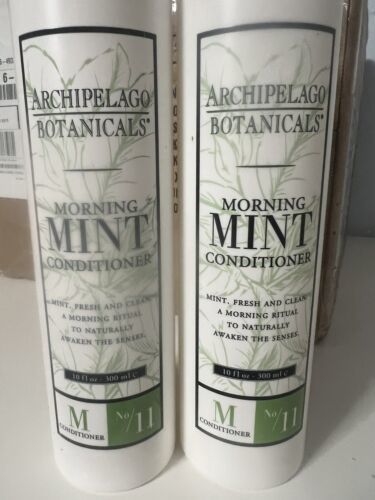 ARCHIPELAGO
BOTANICALS®
MORNING
MINT
CONDITIONER
MINT, FRESH AND CLEAN,
A MORNING RITUAL
TO NATURALLY
AWAKEN THE SENSES.
10 fl oz - 300 ml ℮
M
CONDITIONER
No/11
ARCHIPELAGO
BOTANICALS®
MORNING
MINT
CONDITIONER
MINT, FRESH AND CLEAN,
A MORNING RITUAL
TO NATURALLY
AWAKEN THE SENSES.
10 fl oz - 300 ml ℮
M
CONDITIONER
No/11
6-